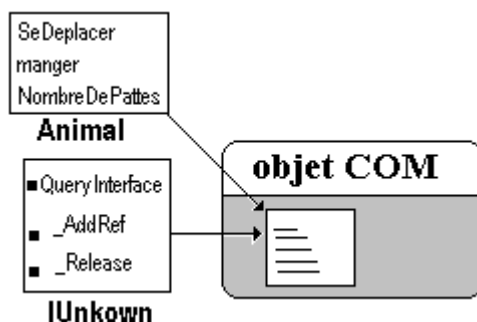 SeDeplacer
manger
NombreDePattes
Animal
QueryInterface
_AddRef
_Release
IUnkown
objet COM